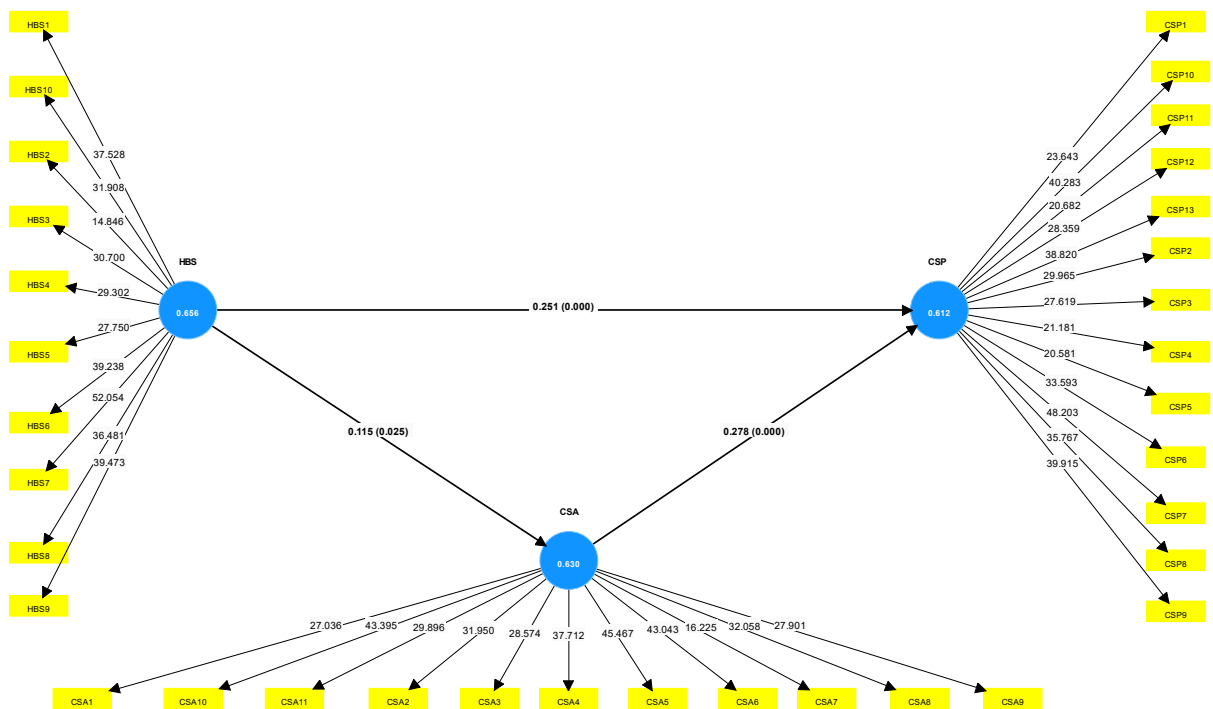 HBS1
HBS10
HBS2
HBS3
HBS4
HBS5
HBS6
HBS7
HBS8
HBS9
37.528
31.908
14.846
30.700
29.302
27.750
39.238
52.054
36.481
39.473
HBS
0.656
0.251 (0.000)
0.115 (0.025)
0.278 (0.000)
CSP
0.612
23.643
40.283
20.682
28.359
38.820
29.965
27.619
21.181
20.581
33.593
48.203
35.767
39.915
CSP1
CSP10
CSP11
CSP12
CSP13
CSP2
CSP3
CSP4
CSP5
CSP6
CSP7
CSP8
CSP9
CSA
0.630
27.036
43.395
29.896
31.950
28.574
37.712
45.467
43.043
16.225
32.058
27.901
CSA1
CSA10
CSA11
CSA2
CSA3
CSA4
CSA5
CSA6
CSA7
CSA8
CSA9